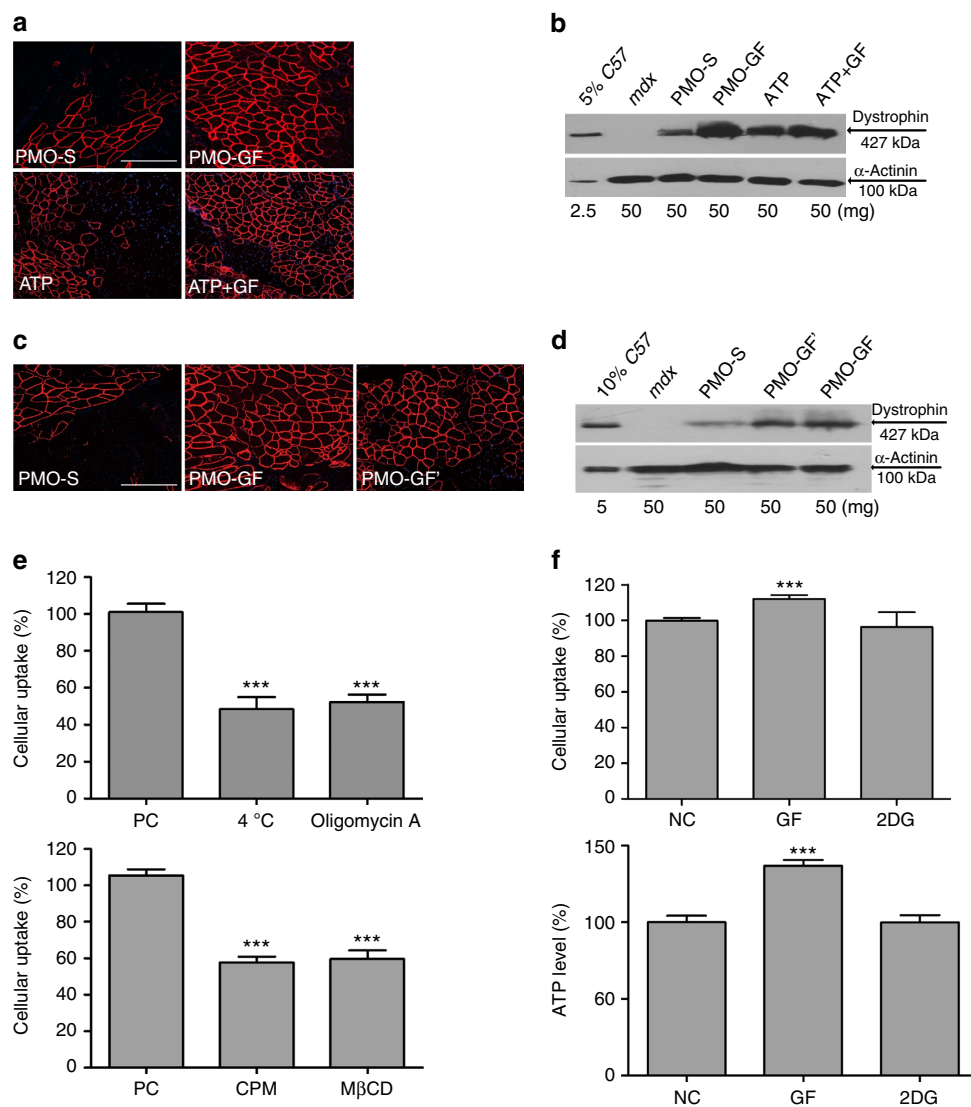 a
PMO-S
PMO-GF
ATP
ATP+GF
b
5% C57
mdx
PMO-S
PMO-GF
ATP
ATP+GF
Dystrophin
427 kDa
α-Actinin
100 kDa
2.5 50 50 50 50 50 (mg)
c
PMO-S
PMO-GF
PMO-GF'
d
10% C57
mdx
PMO-S
PMO-GF'
PMO-GF
Dystrophin
427 kDa
α-Actinin
100 kDa
5 50 50 50 50 (mg)
e
Cellular uptake (%)
120
100
80
60
40
20
0
***
***
PC 4 °C Oligomycin A
Cellular uptake (%)
120
100
80
60
40
20
0
***
***
PC CPM MβCD
f
Cellular uptake (%)
120
100
80
60
40
20
0
***
NC GF 2DG
ATP level (%)
150
100
60
0
***
NC GF 2DG